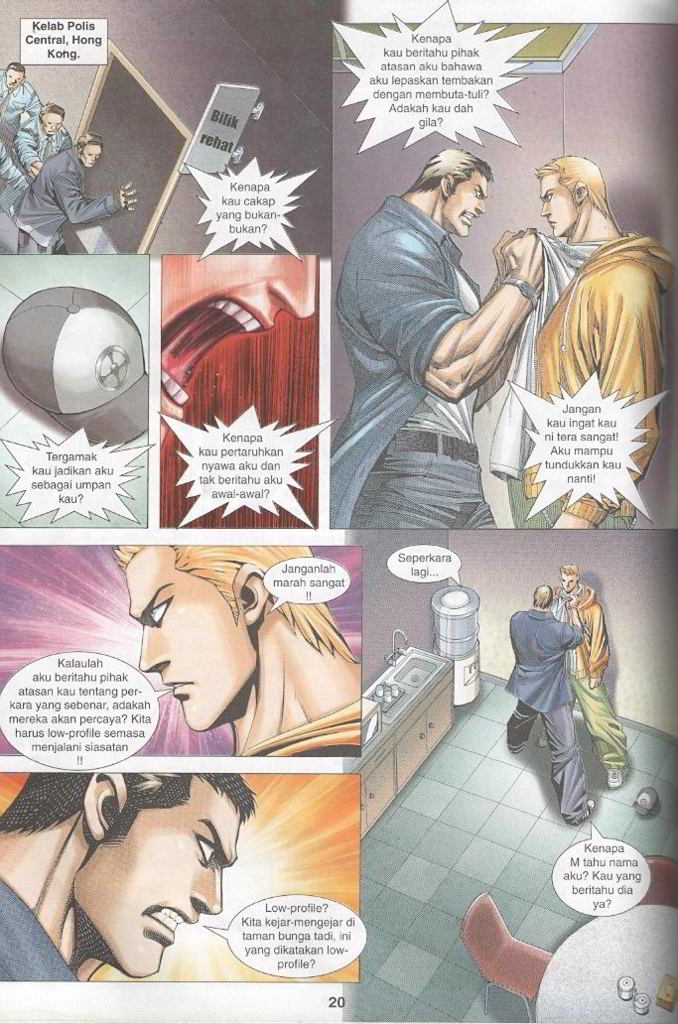 Kelab Polis
Central, Hong
Kong.
Bilik
rehat
Kenapa
kau cakap
yang bukan-
bukan?
Kenapa
kau beritahu pihak
atasan aku bahawa
aku lepaskan tembakan
dengan membuta-tuli?
Adakah kau dah
gila?
Jangan
kau ingat kau
ni tera sangat!
Aku mampu
tundukkan kau
nanti!
Tergamak
kau jadikan aku
sebagai umpan
kau?
Kenapa
kau pertaruhkan
nyawa aku dan
tak beritahu aku
awal-awal?
Janganlah
marah sangat
!!
Kalaulah
aku beritahu pihak
atasan kau tentang per-
kara yang sebenar, adakah
mereka akan percaya? Kita
harus low-profile semasa
menjalani siasatan
!!
Low-profile?
Kita kejar-mengejar di
taman bunga tadi, ini
yang dikatakan low-
profile?
Seperkara
lagi...
Kenapa
M tahu nama
aku? Kau yang
beritahu dia
ya?
20